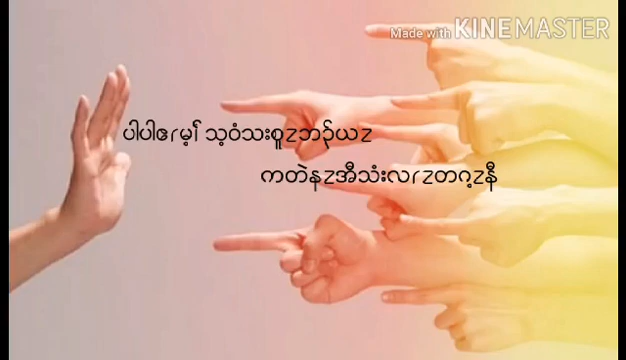 Made with KINEMASTER
ပါပါဧၢမ့ၢ် သ့ဝံသးစူၤဘၣ်ယၤ
ကတဲနၤအီသံးလၢၤတဂ့ၤနီ